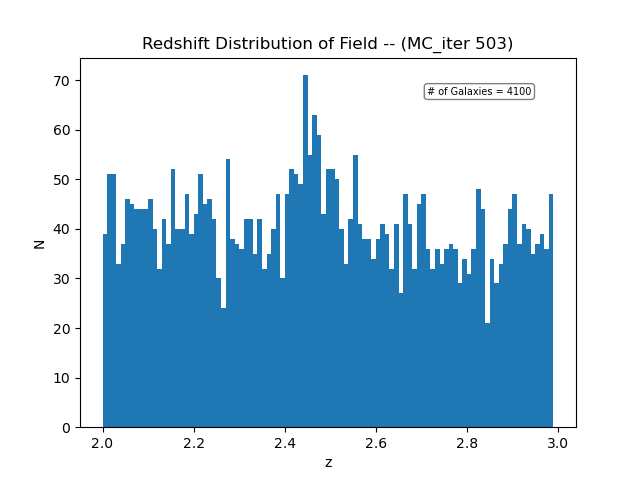 Redshift Distribution of Field -- (MC_iter 503)
# of Galaxies = 4100
70
60
50
40
30
20
10
0
N
2.0 2.2 2.4 2.6 2.8 3.0
z